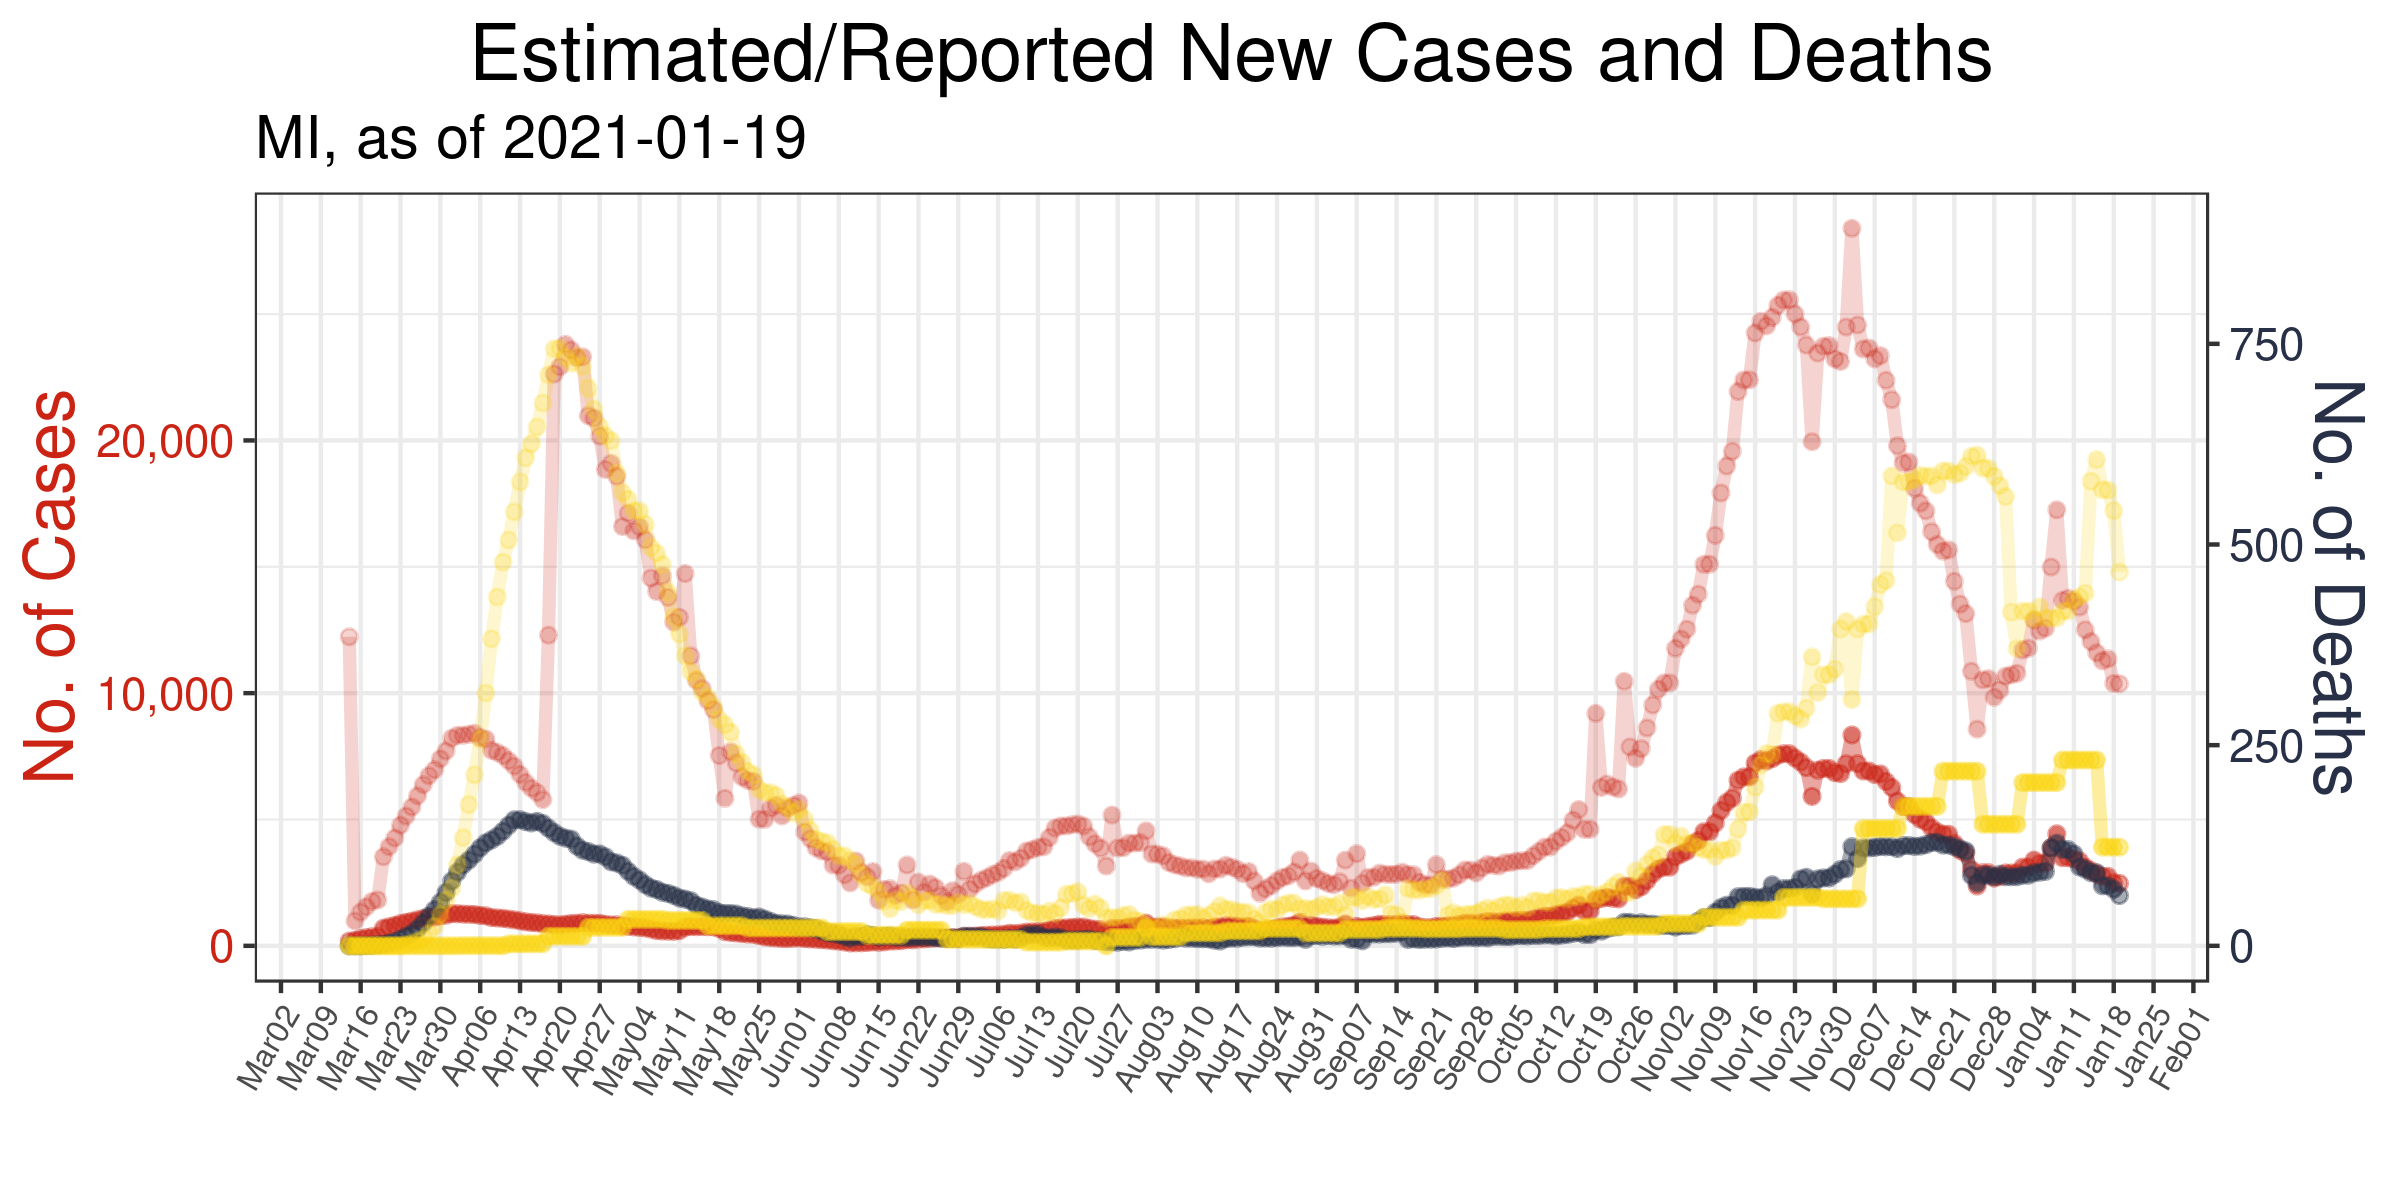 Estimated/Reported New Cases and Deaths
MI, as of 2021-01-19
No. of Cases
20,000
10,000
0
750
500
250
0
No. of Deaths
Mar02 Mar09 Mar16 Mar23 Mar30 Apr06 Apr13 Apr20 Apr27 May04 May11 May18 May25 Jun01 Jun08 Jun15 Jun22 Jun29 Jul06 Jul13 Jul20 Jul27 Aug03 Aug10 Aug17 Aug24 Aug31 Sep07 Sep14 Sep21 Sep28 Oct05 Oct12 Oct19 Oct26 Nov02 Nov09 Nov16 Nov23 Nov30 Dec07 Dec14 Dec21 Dec28 Jan04 Jan11 Jan18 Jan25 Feb01